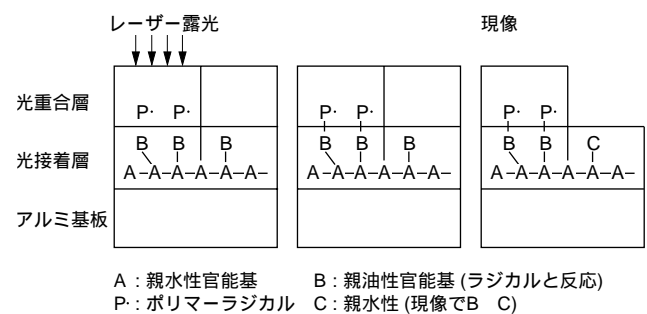 レーザー露光
現像
光重合層
P· P·
P· P·
P· P·
光接着層
B B B
B B B
B B C
A-A-A-A-A-A-
A-A-A-A-A-A-
A-A-A-A-A-A-
アルミ基板
A：親水性官能基 B：親油性官能基 (ラジカルと反応)
P·：ポリマーラジカル C：親水性 (現像でB C)